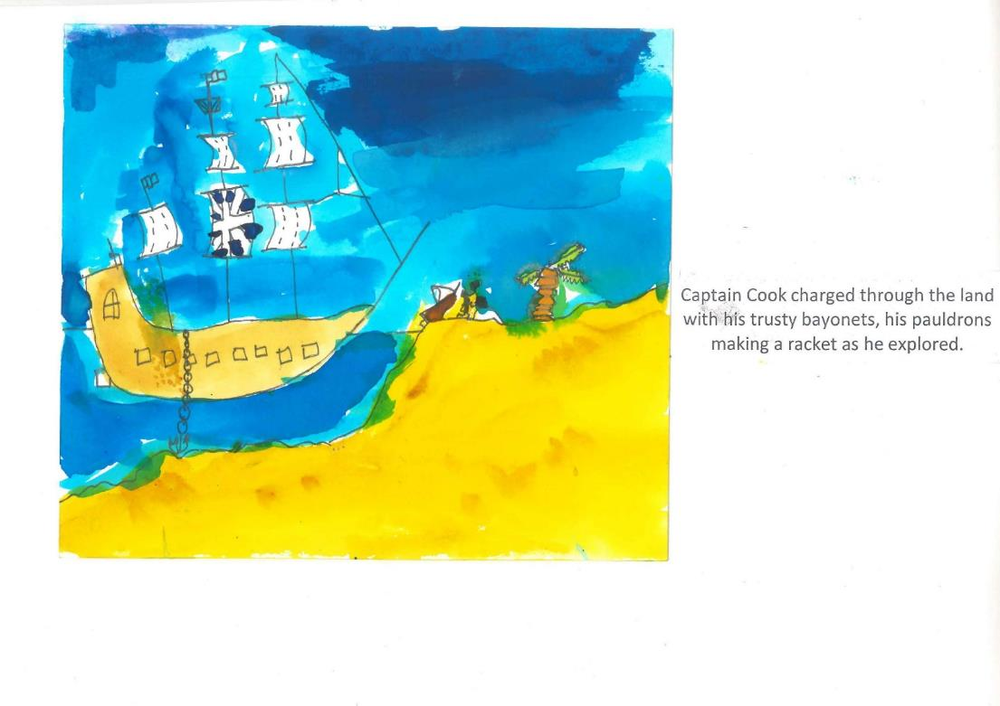 Captain Cook charged through the land
with his trusty bayonets, his pauldrons
making a racket as he explored.